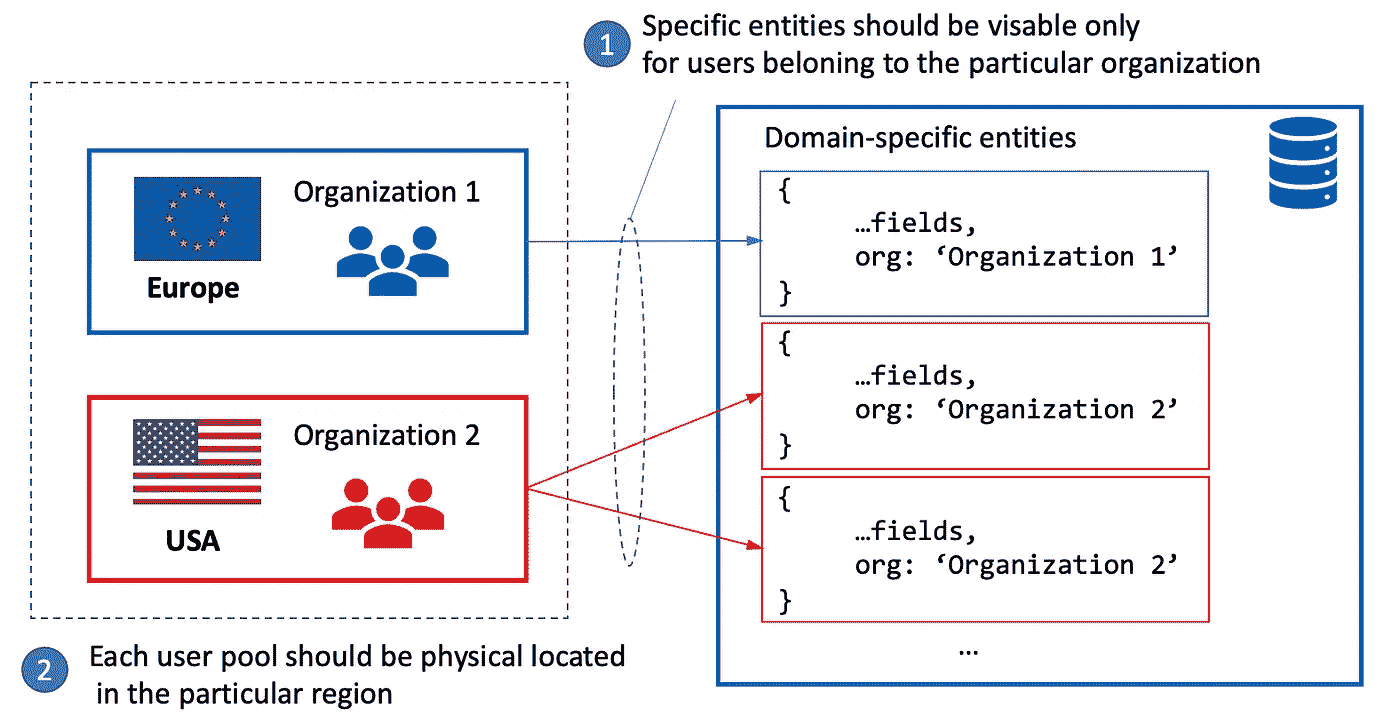 1
Specific entities should be visable only
for users beloning to the particular organization
Organization 1
Europe
Organization 2
USA
2
Each user pool should be physical located
in the particular region
Domain-specific entities
{
…fields,
org: ‘Organization 1’
}
{
…fields,
org: ‘Organization 2’
}
{
…fields,
org: ‘Organization 2’
}
…